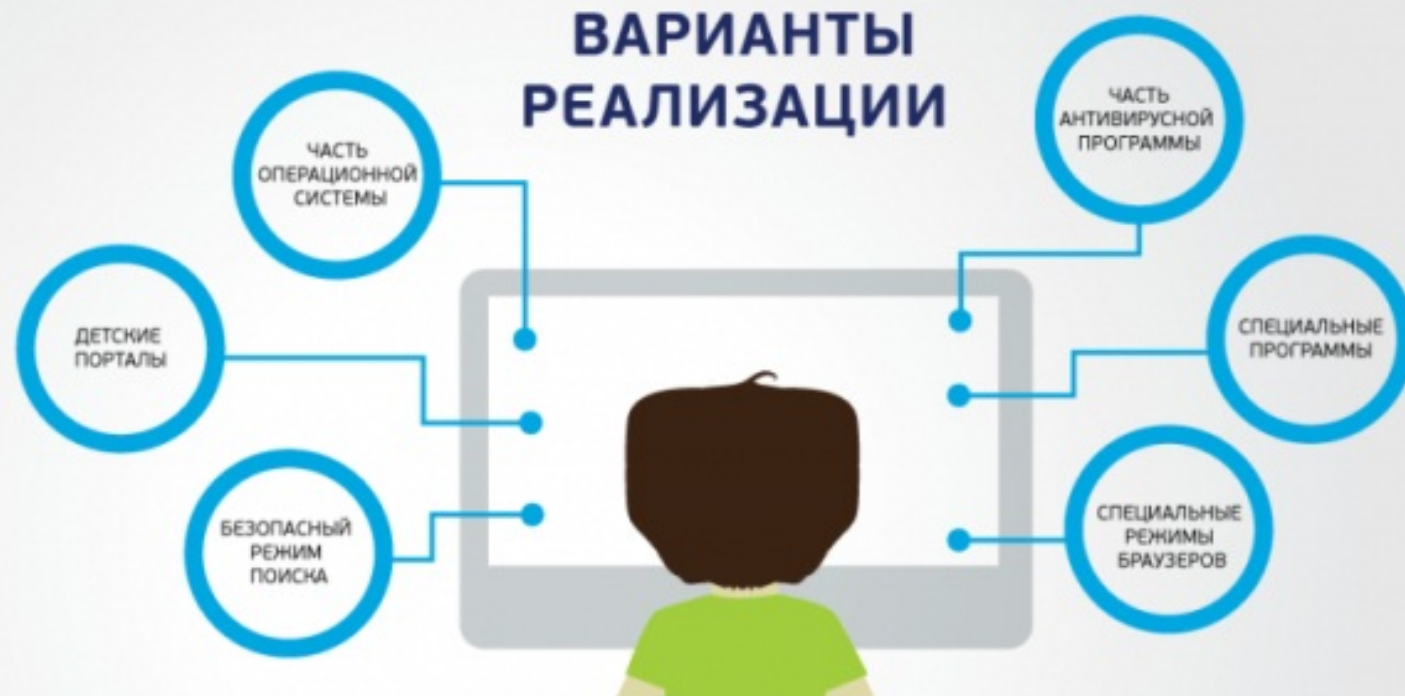 ВАРИАНТЫ
РЕАЛИЗАЦИИ
ЧАСТЬ
ОПЕРАЦИОННОЙ
СИСТЕМЫ
ДЕТСКИЕ
ПОРТАЛЫ
БЕЗОПАСНЫЙ
РЕЖИМ
ПОИСКА
ЧАСТЬ
АНТИВИРУСНОЙ
ПРОГРАММЫ
СПЕЦИАЛЬНЫЕ
ПРОГРАММЫ
СПЕЦИАЛЬНЫЕ
РЕЖИМЫ
БРАУЗЕРОВ